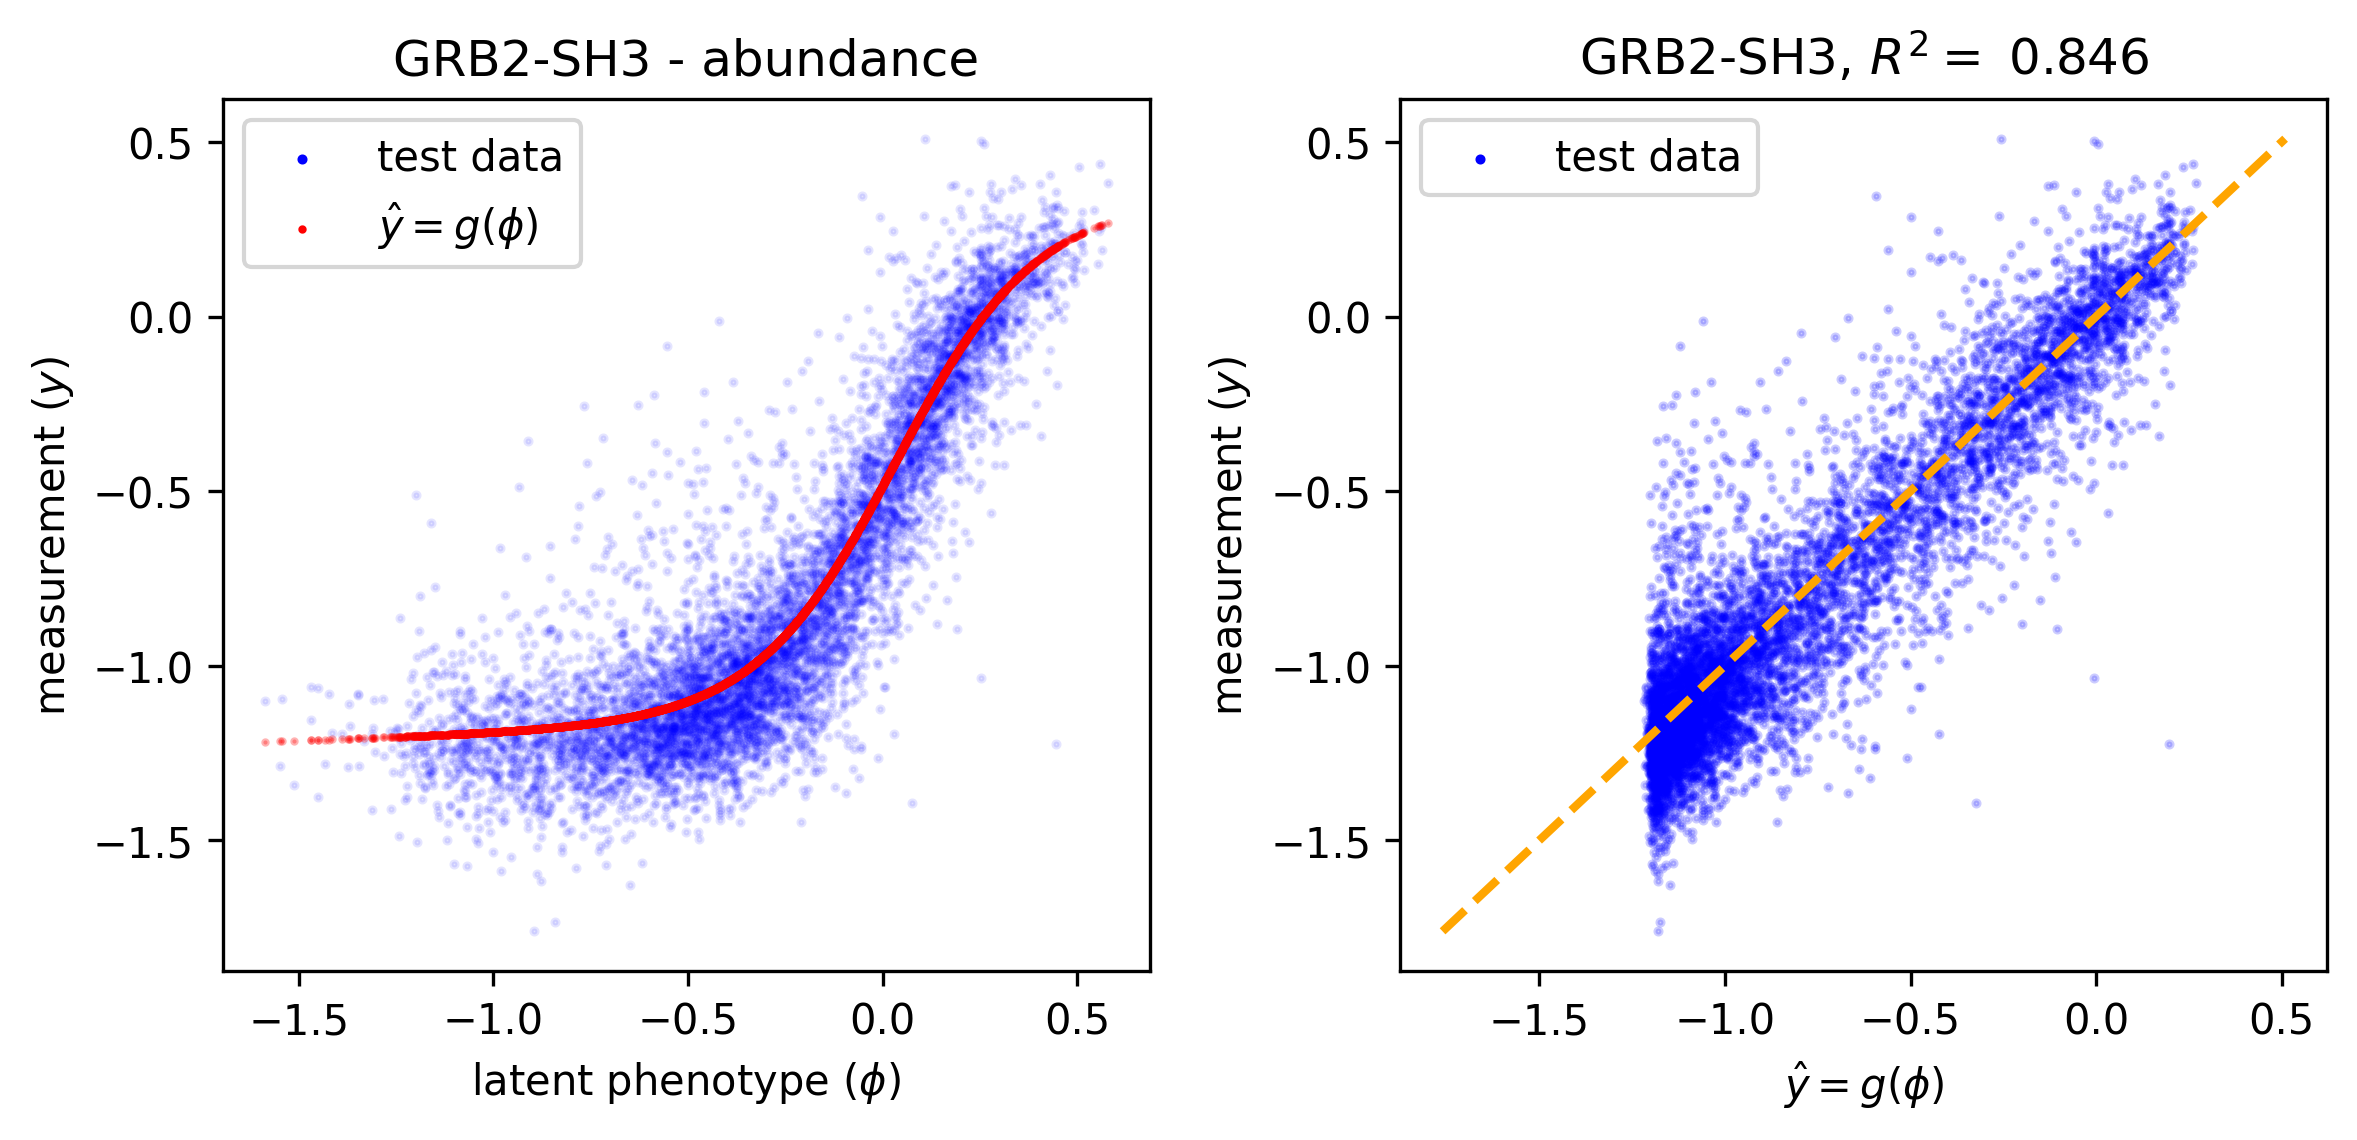 GRB2-SH3 - abundance
test data
ŷ = g(ϕ)
0.5
0.0
−0.5
−1.0
−1.5
measurement (y)
−1.5 −1.0 −0.5 0.0 0.5
latent phenotype (ϕ)
GRB2-SH3, R² = 0.846
test data
0.5
0.0
−0.5
−1.0
−1.5
measurement (y)
−1.5 −1.0 −0.5 0.0 0.5
ŷ = g(ϕ)